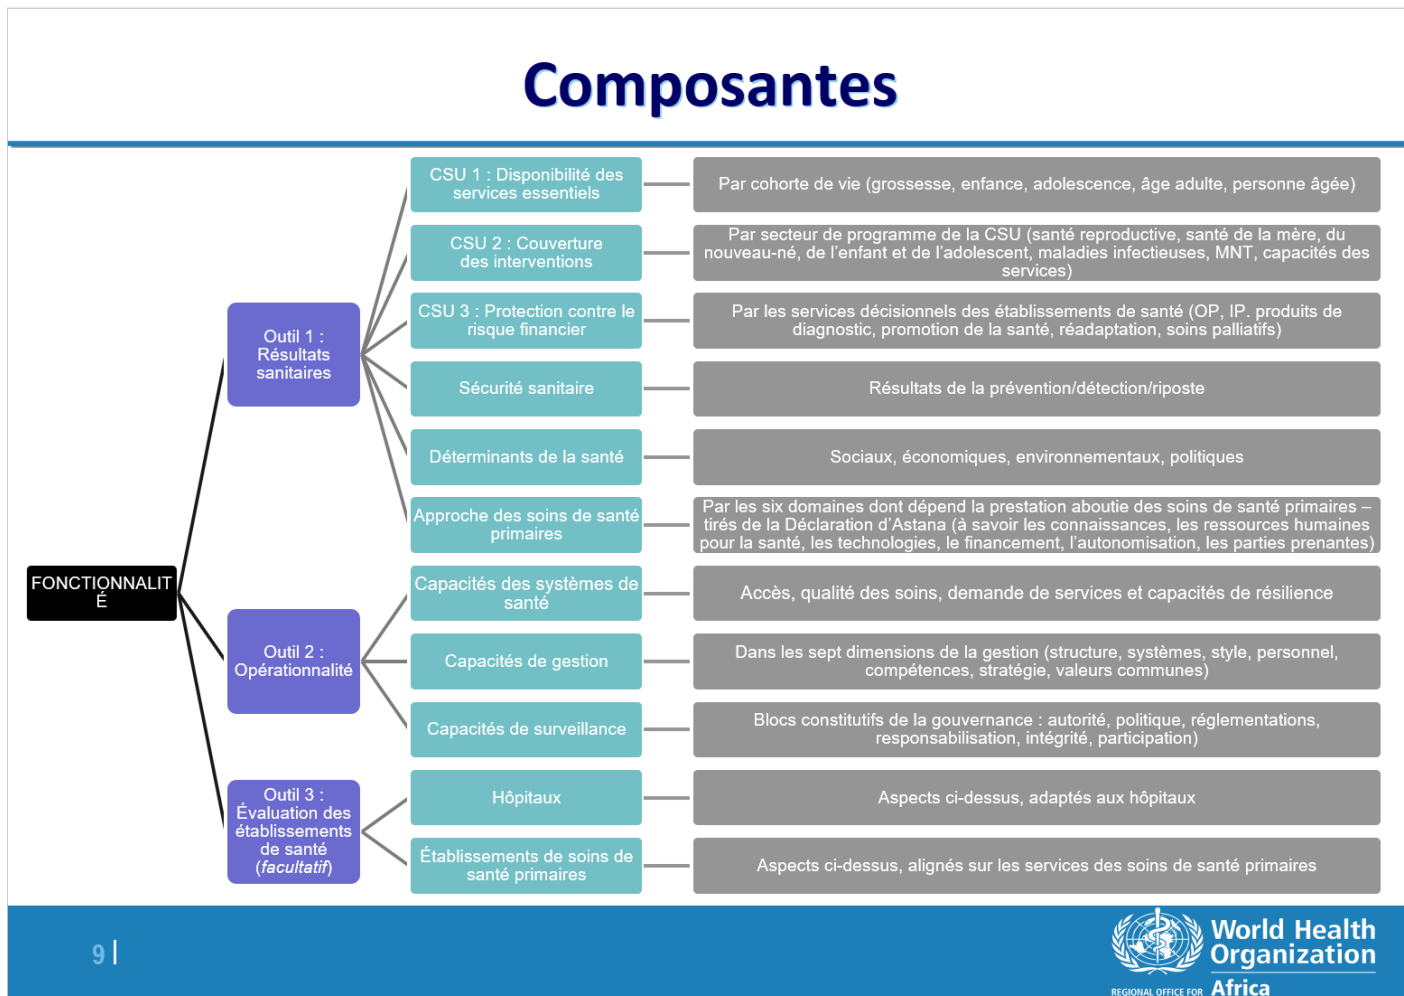 Composantes
FONCTIONNALIT
É
Outil 1 :
Résultats
sanitaires
CSU 1 : Disponibilité des
services essentiels
Par cohorte de vie (grossesse, enfance, adolescence, âge adulte, personne âgée)
CSU 2 : Couverture
des interventions
Par secteur de programme de la CSU (santé reproductive, santé de la mère, du
nouveau-né, de l’enfant et de l’adolescent, maladies infectieuses, MNT, capacités des
services)
CSU 3 : Protection contre le
risque financier
Par les services décisionnels des établissements de santé (OP, IP. produits de
diagnostic, promotion de la santé, réadaptation, soins palliatifs)
Sécurité sanitaire
Résultats de la prévention/détection/riposte
Déterminants de la santé
Sociaux, économiques, environnementaux, politiques
Approche des soins de santé
primaires
Par les six domaines dont dépend la prestation aboutie des soins de santé primaires –
tirés de la Déclaration d’Astana (à savoir les connaissances, les ressources humaines
pour la santé, les technologies, le financement, l’autonomisation, les parties prenantes)
Outil 2 :
Opérationnalité
Capacités des systèmes de
santé
Accès, qualité des soins, demande de services et capacités de résilience
Capacités de gestion
Dans les sept dimensions de la gestion (structure, systèmes, style, personnel,
compétences, stratégie, valeurs communes)
Capacités de surveillance
Blocs constitutifs de la gouvernance : autorité, politique, réglementations,
responsabilisation, intégrité, participation)
Outil 3 :
Évaluation des
établissements
de santé
(facultatif)
Hôpitaux
Aspects ci-dessus, adaptés aux hôpitaux
Établissements de soins de
santé primaires
Aspects ci-dessus, alignés sur les services des soins de santé primaires
9 |
World Health
Organization
REGIONAL OFFICE FOR Africa